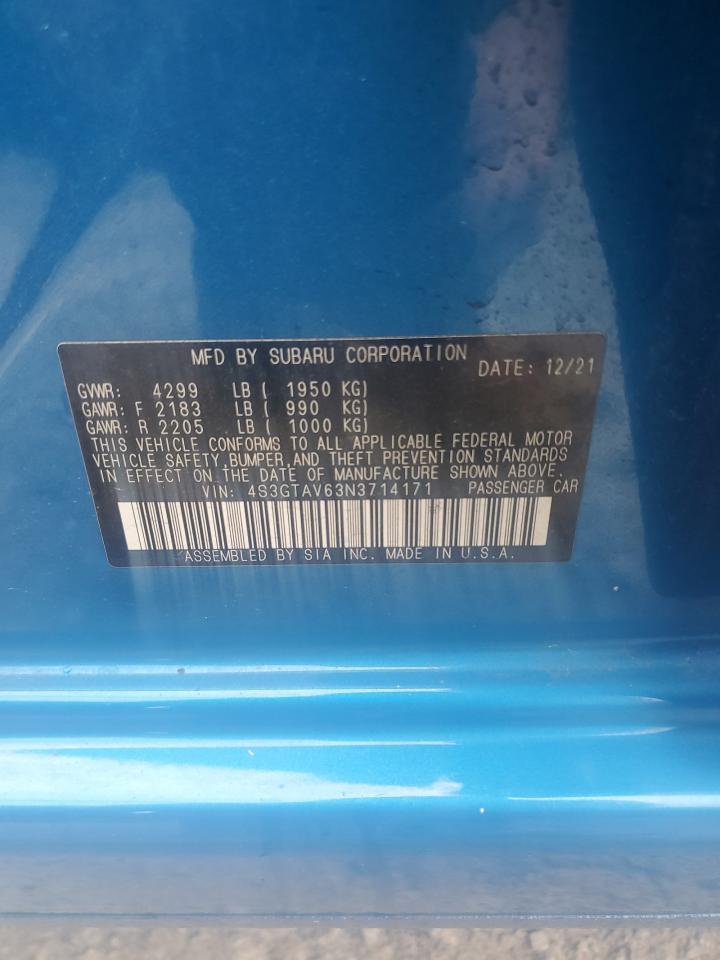 MFD BY SUBARU CORPORATION DATE: 12/21
GVWR: 4299 LB ( 1950 KG)
GAWR: F 2183 LB ( 990 KG)
GAWR: R 2205 LB ( 1000 KG)
THIS VEHICLE CONFORMS TO ALL APPLICABLE FEDERAL MOTOR
VEHICLE SAFETY, BUMPER, AND THEFT PREVENTION STANDARDS
IN EFFECT ON THE DATE OF MANUFACTURE SHOWN ABOVE.
VIN: 4S3GTAV63N3714171 PASSENGER CAR
ASSEMBLED BY SIA INC. MADE IN U.S.A.